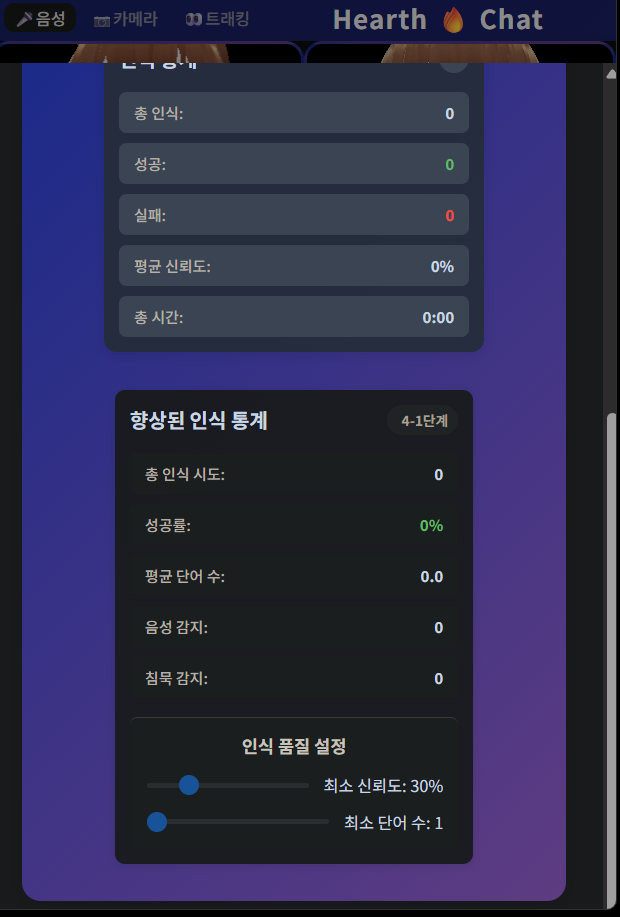 🎤 음성 📷 카메라 👀 트래킹 Hearth 🔥 Chat
인식 통계
총 인식: 0
성공: 0
실패: 0
평균 신뢰도: 0%
총 시간: 0:00
향상된 인식 통계 4-1단계
총 인식 시도: 0
성공률: 0%
평균 단어 수: 0.0
음성 감지: 0
침묵 감지: 0
인식 품질 설정
최소 신뢰도: 30%
최소 단어 수: 1